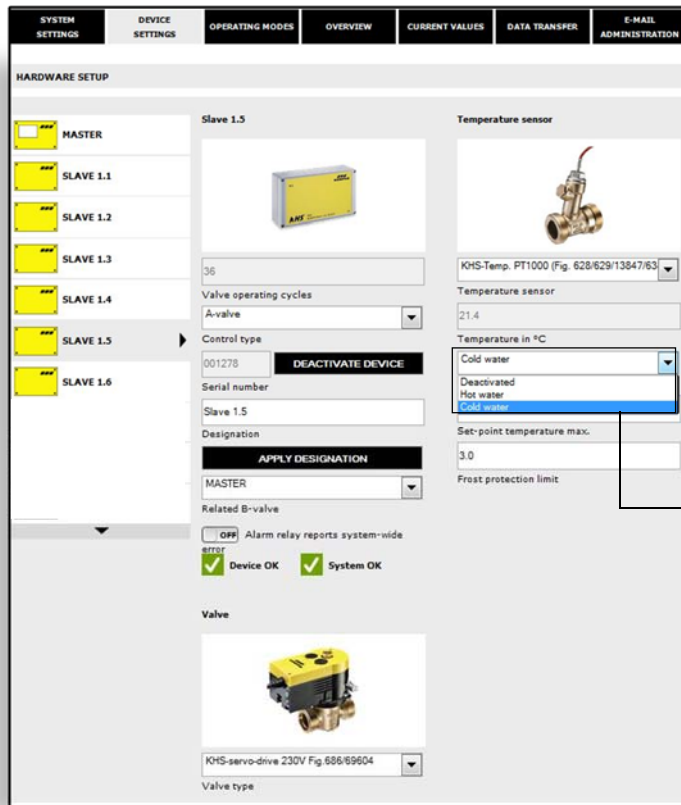 SYSTEM SETTINGS
DEVICE SETTINGS
OPERATING MODES
OVERVIEW
CURRENT VALUES
DATA TRANSFER
E-MAIL ADMINISTRATION
HARDWARE SETUP
MASTER
SLAVE 1.1
SLAVE 1.2
SLAVE 1.3
SLAVE 1.4
SLAVE 1.5
SLAVE 1.6
Slave 1.5
KHS
36
Valve operating cycles
A-valve
Control type
001278
DEACTIVATE DEVICE
Serial number
Slave 1.5
Designation
APPLY DESIGNATION
MASTER
Related B-valve
OFF Alarm relay reports system-wide
error
Device OK
System OK
Valve
KHS-servo-drive 230V Fig.686/69604
Valve type
Temperature sensor
KHS-Temp. PT1000 (Fig. 628/629/13847/63
Temperature sensor
21.4
Temperature in °C
Cold water
Deactivated
Hot water
Cold water
Set-point temperature max.
3.0
Frost protection limit